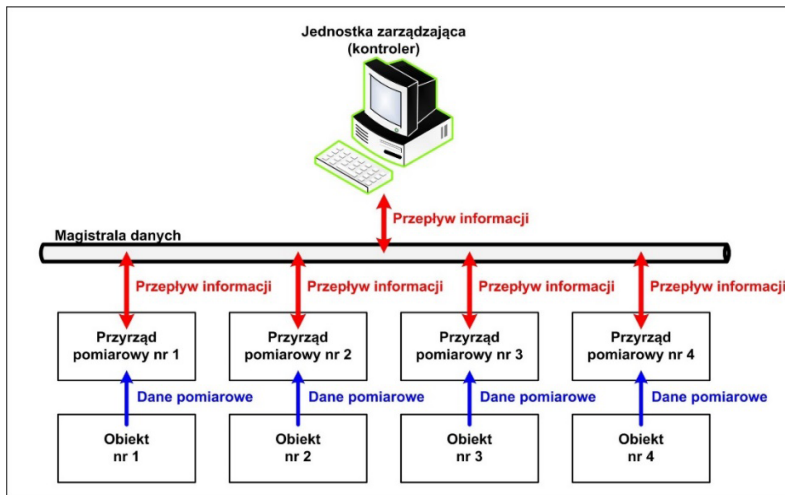 Jednostka zarządzająca
(kontroler)
Przepływ informacji
Magistrala danych
Przepływ informacji
Przepływ informacji
Przepływ informacji
Przepływ informacji
Przyrząd
pomiarowy nr 1
Przyrząd
pomiarowy nr 2
Przyrząd
pomiarowy nr 3
Przyrząd
pomiarowy nr 4
Dane pomiarowe
Dane pomiarowe
Dane pomiarowe
Dane pomiarowe
Obiekt
nr 1
Obiekt
nr 2
Obiekt
nr 3
Obiekt
nr 4